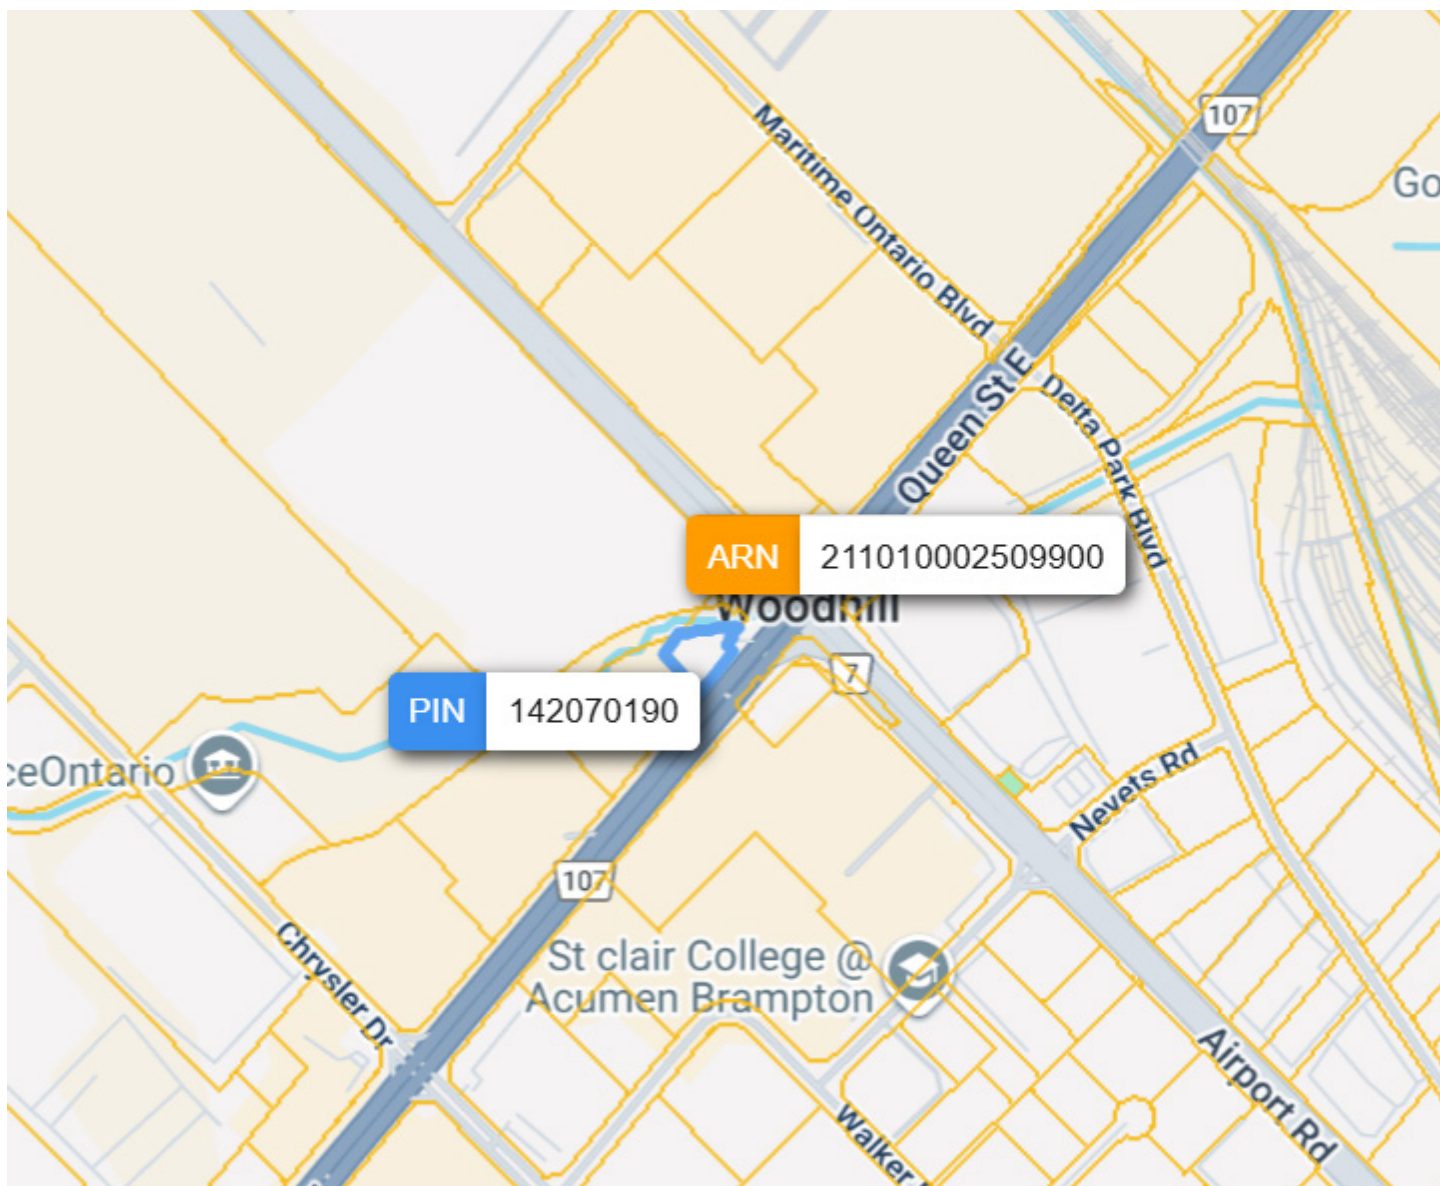 107
Maritime Ontario Blvd
Go
Queen St E
Delta Park Blvd
ARN 211010002509900
Woodhill
7
PIN 142070190
ceOntario
Nevets Rd
107
Chrysler Dr
St clair College @
Acumen Brampton
Airport Rd
Walker